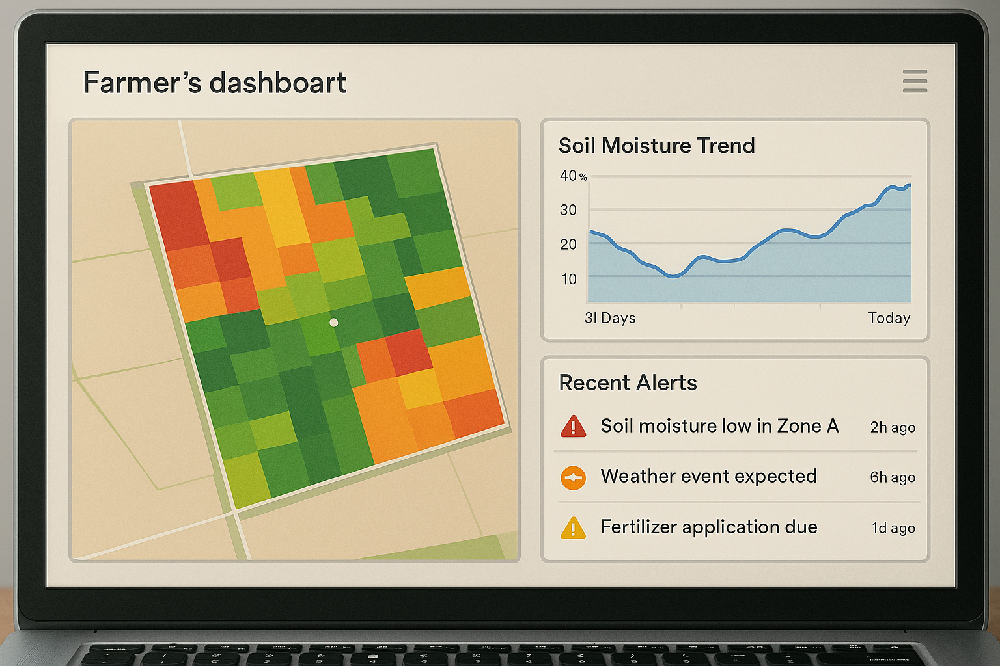 Farmer’s dashboart
Soil Moisture Trend
40%
30
20
10
31 Days
Today
Recent Alerts
Soil moisture low in Zone A
2h ago
Weather event expected
6h ago
Fertilizer application due
1d ago